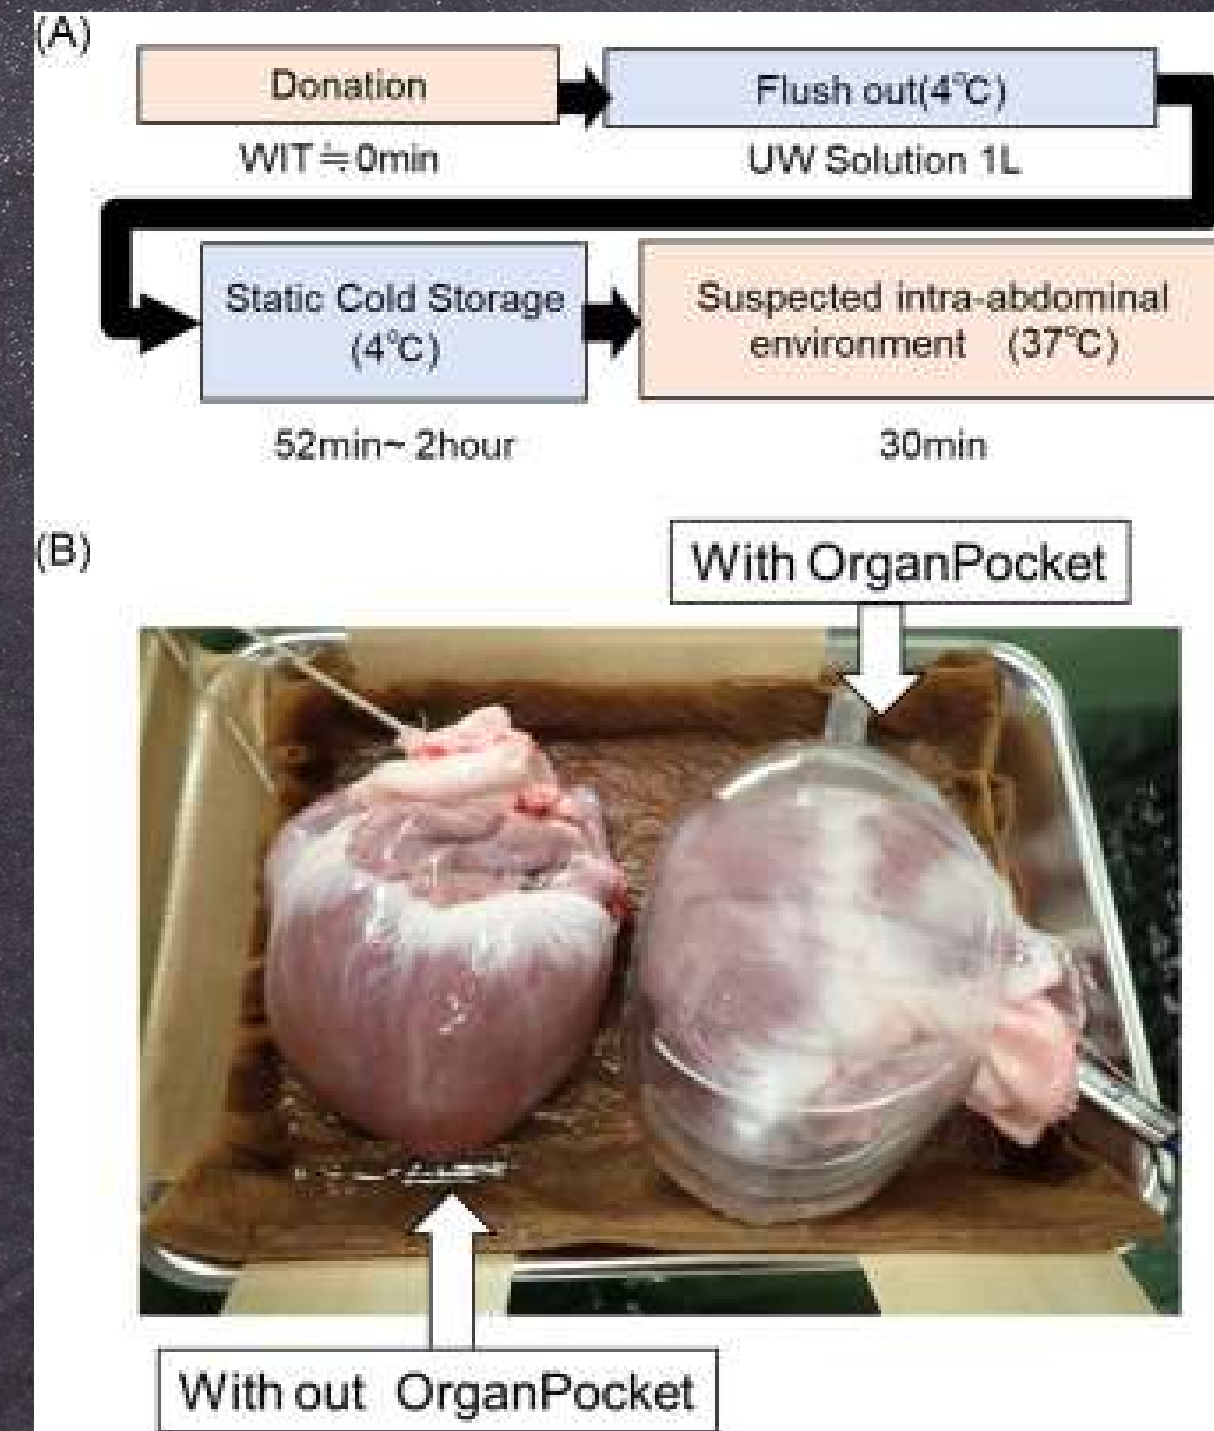 (A)
Donation
Flush out(4℃)
WIT≒0min
UW Solution 1L
Static Cold Storage
(4℃)
Suspected intra-abdominal
environment (37℃)
52min~ 2hour
30min
(B)
With OrganPocket
With out OrganPocket